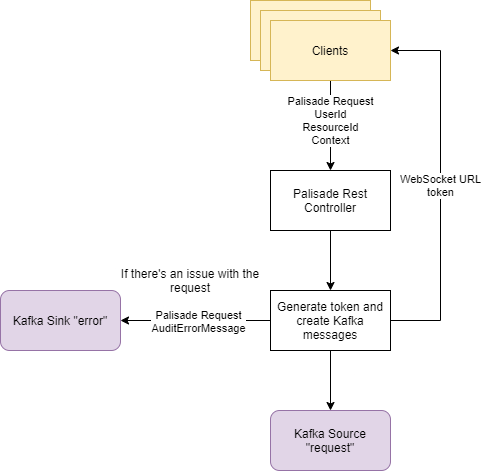 Clients
Palisade Request
UserId
ResourceId
Context
WebSocket URL
token
Palisade Rest
Controller
If there's an issue with the
request
Kafka Sink "error"
Palisade Request
AuditErrorMessage
Generate token and
create Kafka
messages
Kafka Source
"request"